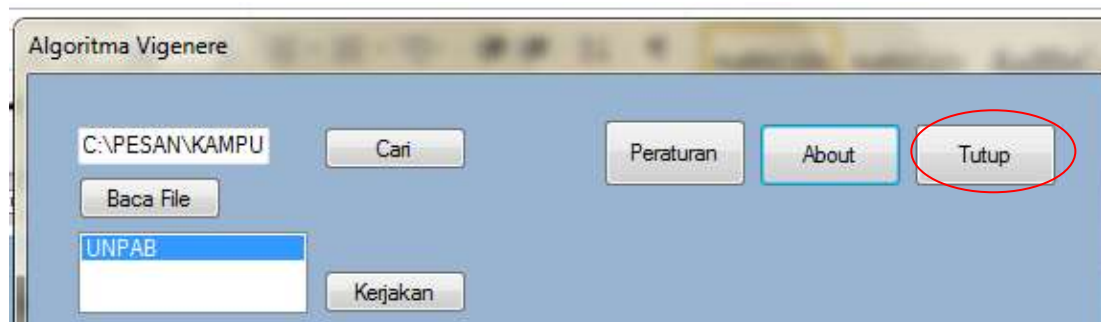 Algoritma Vigenere
C:\PESAN\KAMPU
Cari
Peraturan
About
Tutup
Baca File
UNPAB
Kerjakan